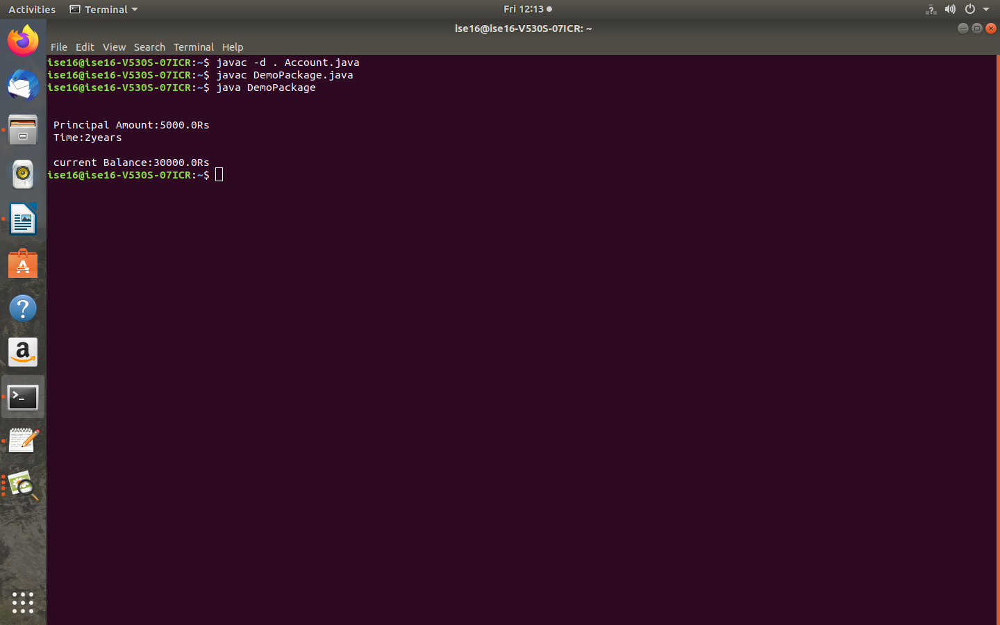 Activities Terminal Fri 12:13
ise16@ise16-V530S-07ICR: ~
File Edit View Search Terminal Help
ise16@ise16-V530S-07ICR:~$ javac -d . Account.java
ise16@ise16-V530S-07ICR:~$ javac DemoPackage.java
ise16@ise16-V530S-07ICR:~$ java DemoPackage
Principal Amount:5000.0Rs
Time:2years
current Balance:30000.0Rs
ise16@ise16-V530S-07ICR:~$